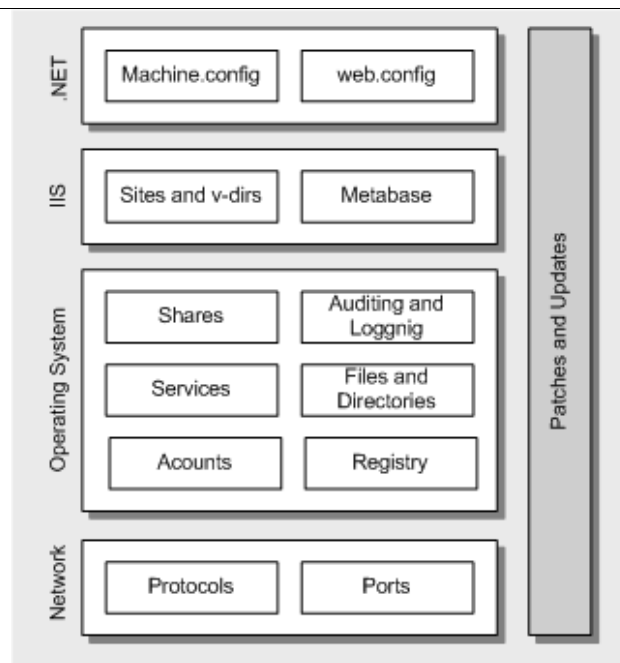 .NET
Machine.config
web.config
IIS
Sites and v-dirs
Metabase
Operating System
Shares
Auditing and
Loggnig
Services
Files and
Directories
Acounts
Registry
Network
Protocols
Ports
Patches and Updates